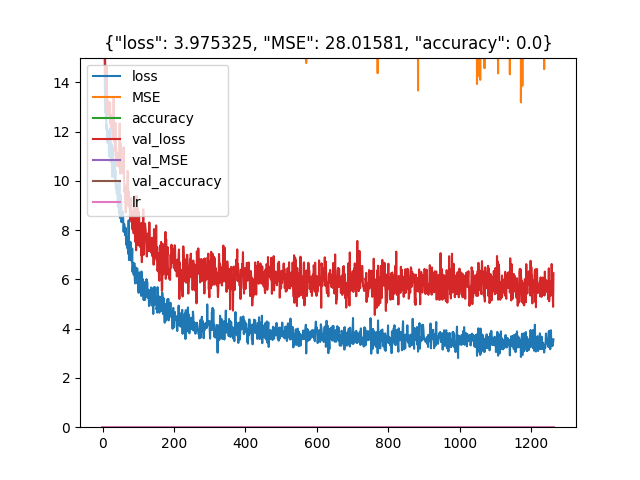 {"loss": 3.975325, "MSE": 28.01581, "accuracy": 0.0}
14
12
10
8
6
4
2
0
loss
MSE
accuracy
val_loss
val_MSE
val_accuracy
lr
0 200 400 600 800 1000 1200